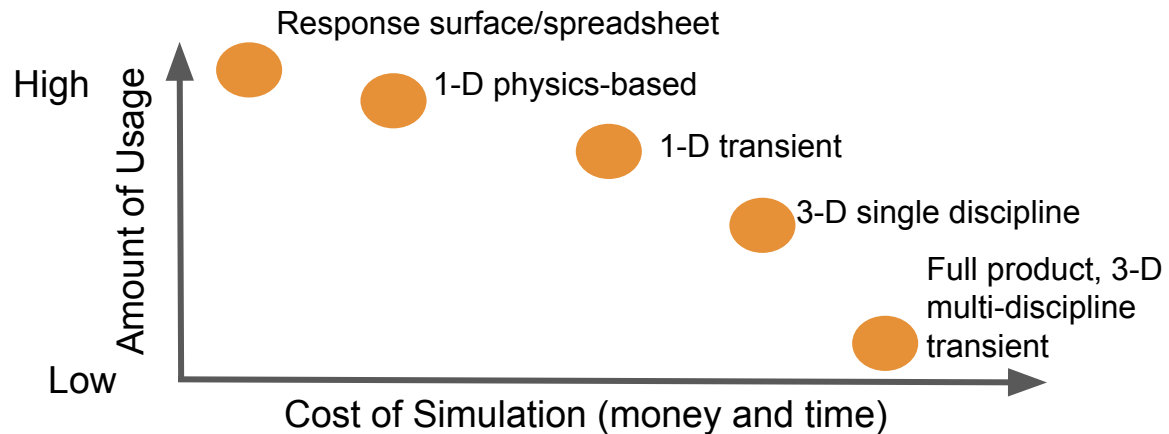 Response surface/spreadsheet
High
1-D physics-based
1-D transient
3-D single discipline
Full product, 3-D
multi-discipline
transient
Amount of Usage
Low
Cost of Simulation (money and time)